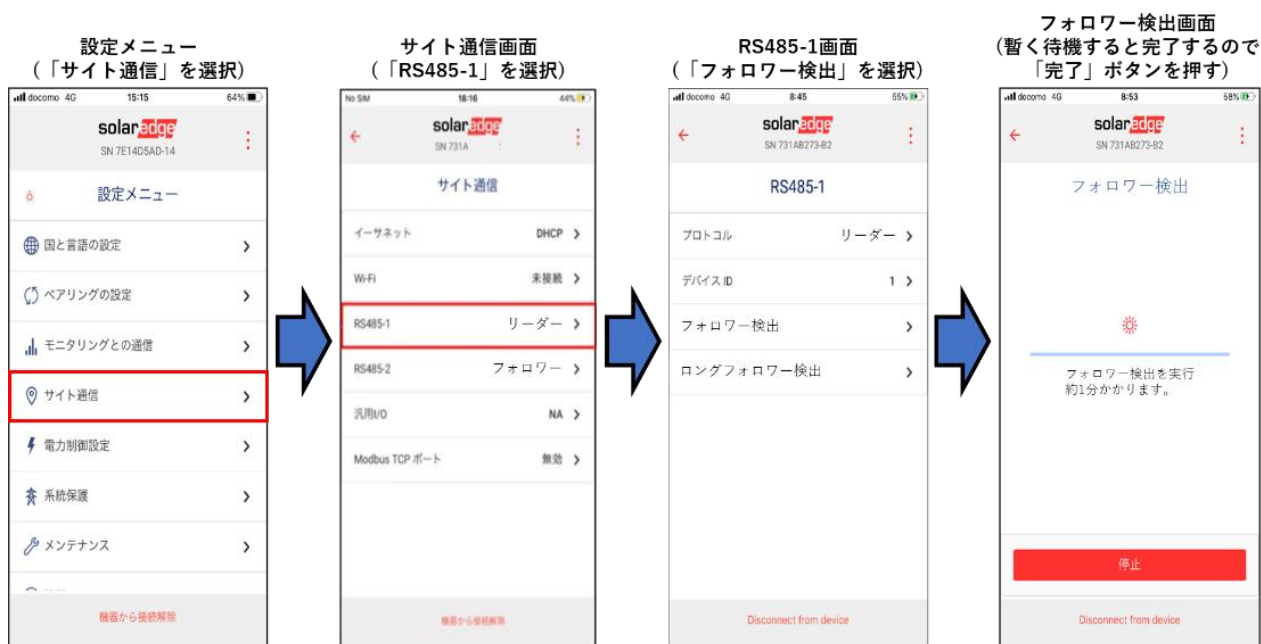 設定メニュー
(「サイト通信」を選択)
docomo 4G 15:15 64%
solaredge
SN 7E14D5AD-14
設定メニュー
国と言語の設定
ペアリングの設定
モニタリングとの通信
サイト通信
電力制御設定
系統保護
メンテナンス
機器から接続解除
サイト通信画面
(「RS485-1」を選択)
No SIM 18:16 44%
solaredge
SN 731A
サイト通信
イーサネット DHCP
Wi-Fi 未接続
RS485-1 リーダー
RS485-2 フォロワー
汎用I/O NA
Modbus TCP ポート 無効
機器から接続解除
RS485-1画面
(「フォロワー検出」を選択)
docomo 4G 8:45 55%
solaredge
SN 731AB273-B2
RS485-1
プロトコル リーダー
デバイス ID 1
フォロワー検出
ロングフォロワー検出
Disconnect from device
フォロワー検出画面
(暫く待機すると完了するので
「完了」ボタンを押す)
docomo 4G 8:53 58%
solaredge
SN 731AB273-B2
フォロワー検出
フォロワー検出を実行
約1分かかります。
停止
Disconnect from device